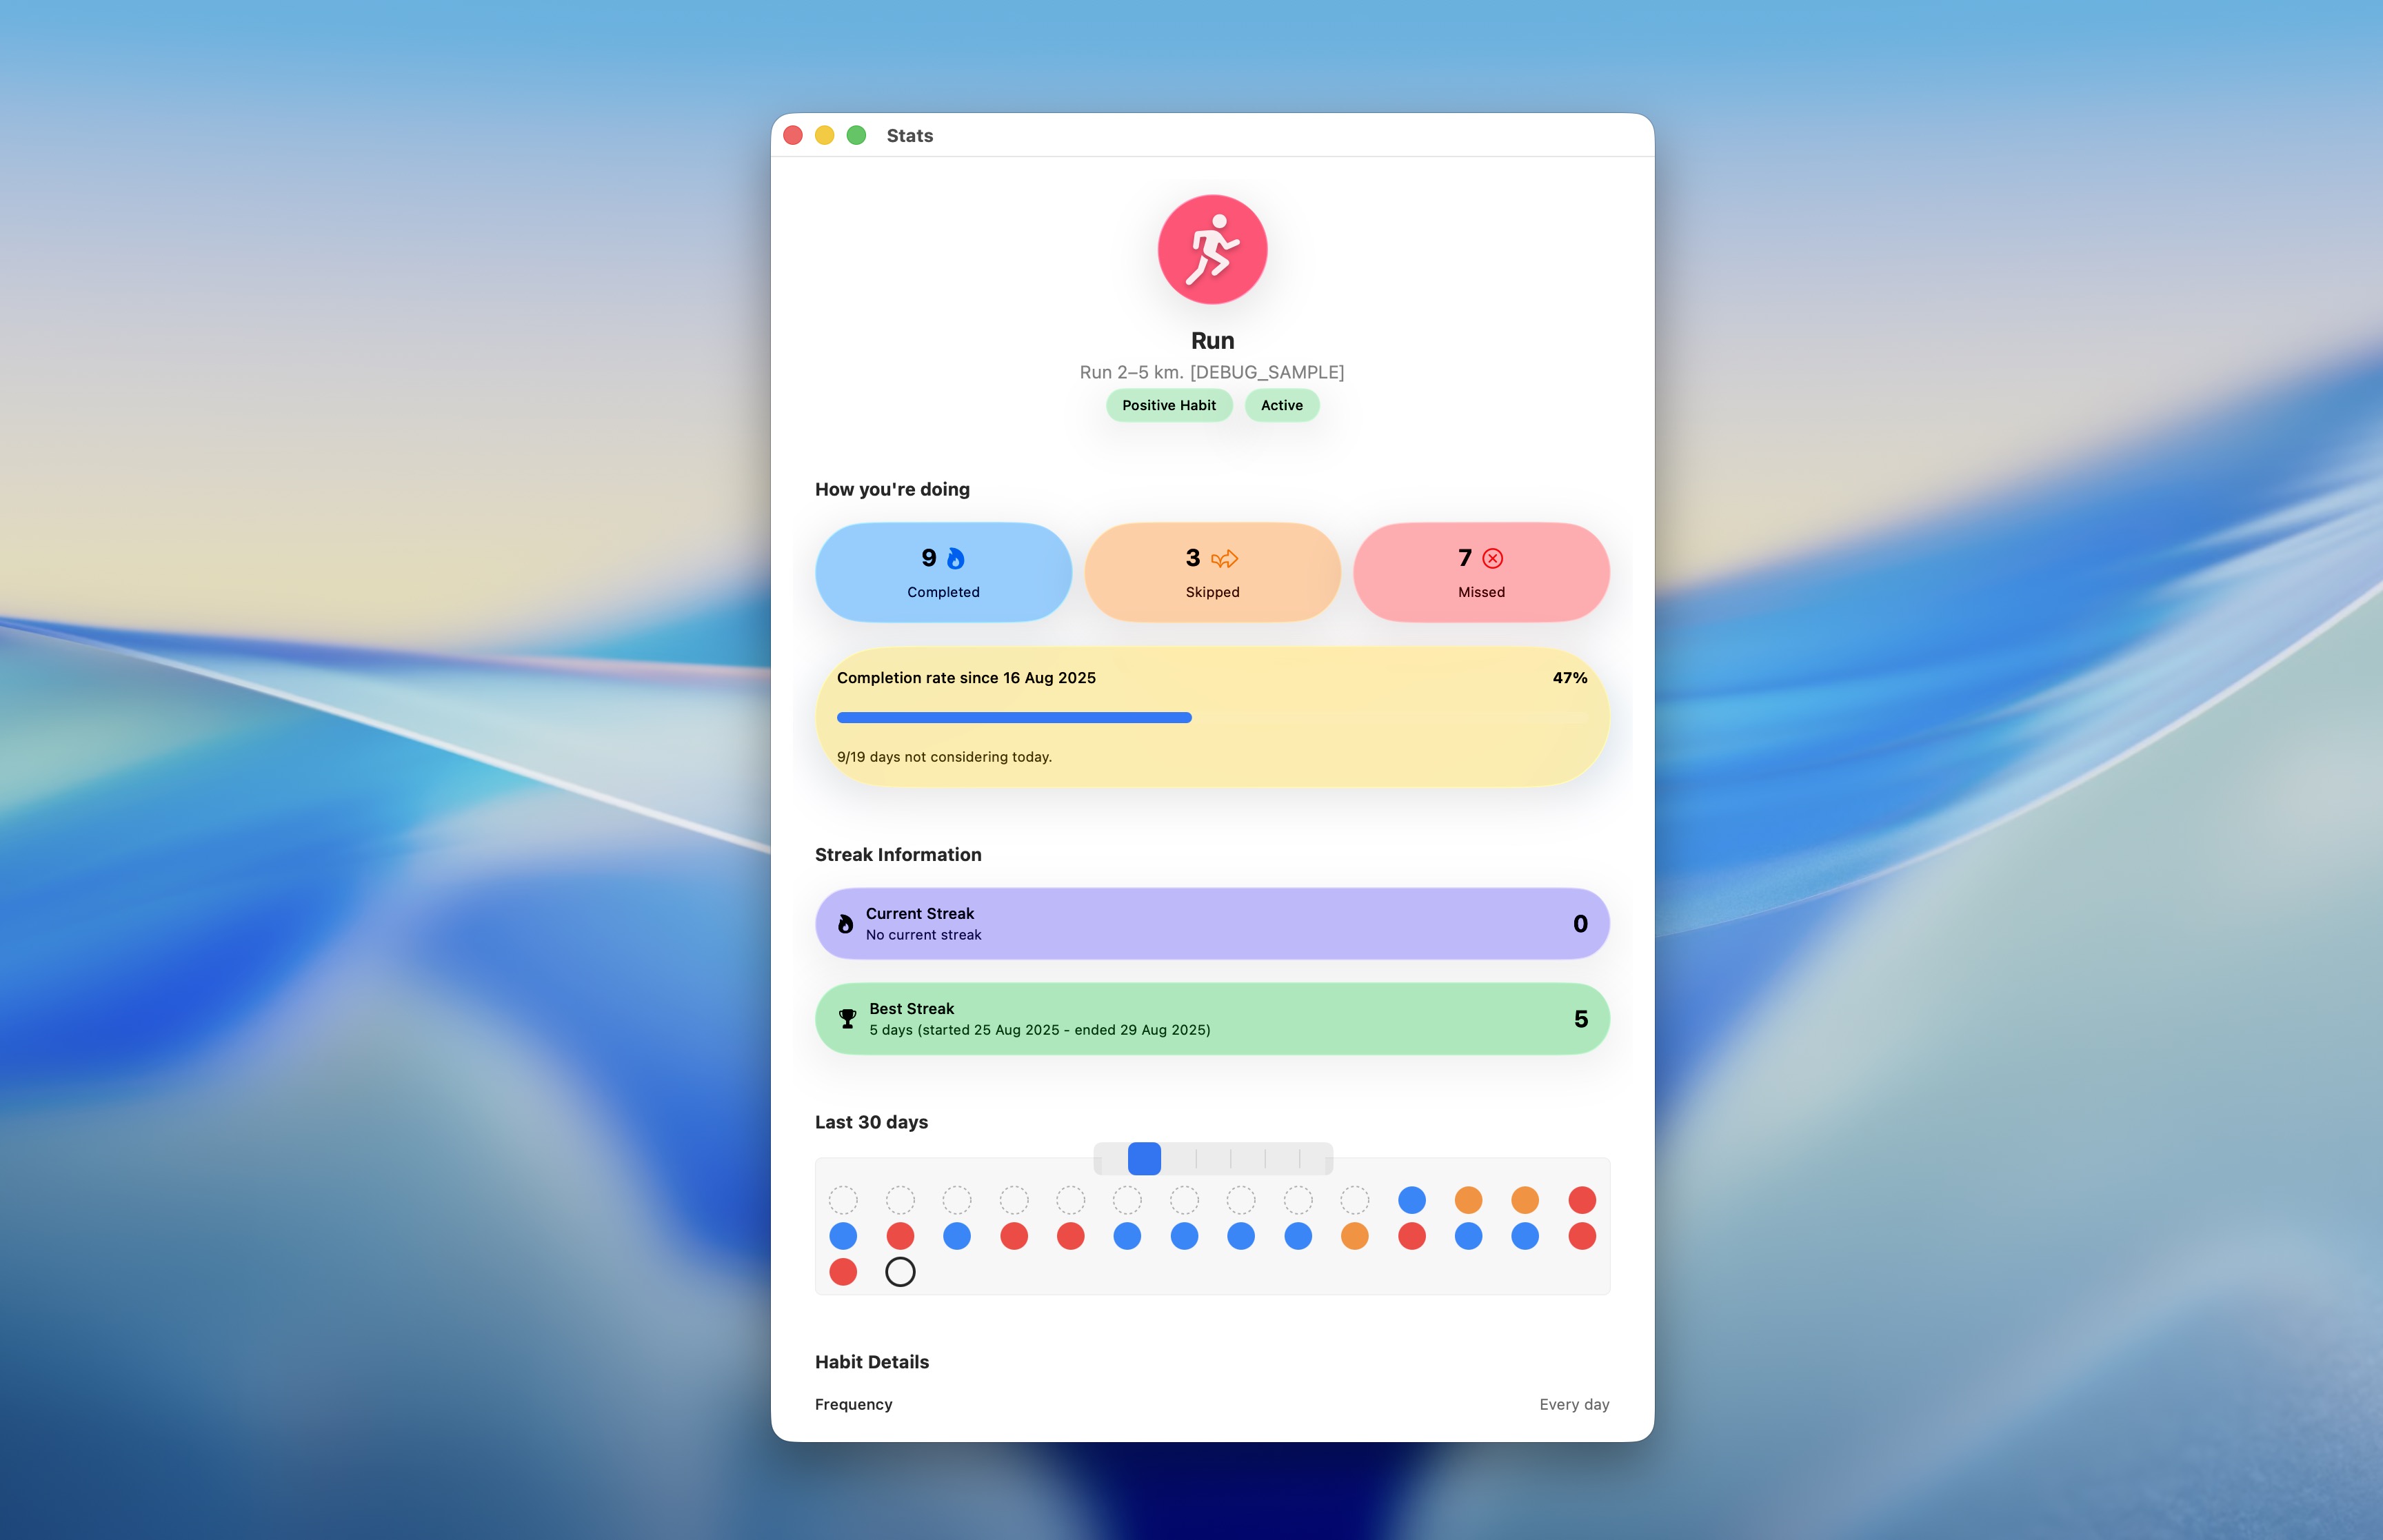 Stats
Run
Run 2–5 km. [DEBUG_SAMPLE]
Positive Habit
Active
How you're doing
9
Completed
3
Skipped
7
Missed
Completion rate since 16 Aug 2025
47%
9/19 days not considering today.
Streak Information
Current Streak
No current streak
0
Best Streak
5 days (started 25 Aug 2025 - ended 29 Aug 2025)
5
Last 30 days
Habit Details
Frequency
Every day